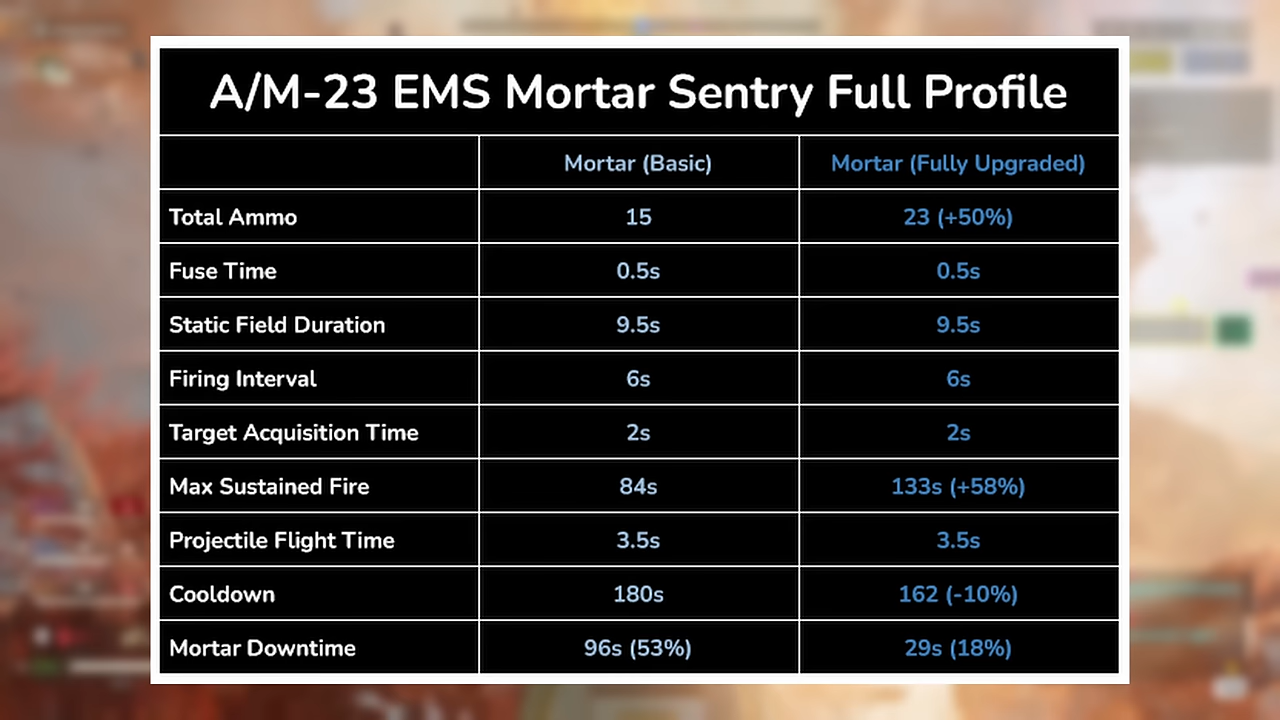 A/M-23 EMS Mortar Sentry Full Profile
Mortar (Basic) Mortar (Fully Upgraded)
Total Ammo 15 23 (+50%)
Fuse Time 0.5s 0.5s
Static Field Duration 9.5s 9.5s
Firing Interval 6s 6s
Target Acquisition Time 2s 2s
Max Sustained Fire 84s 133s (+58%)
Projectile Flight Time 3.5s 3.5s
Cooldown 180s 162 (-10%)
Mortar Downtime 96s (53%) 29s (18%)